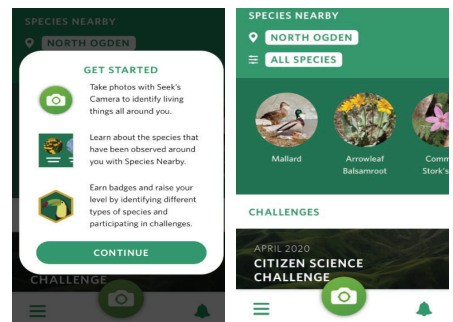 SPECIES NEARBY
NORTH OGDEN
GET STARTED
Take photos with Seek's
Camera to identify living
things all around you.
Learn about the species that
have been observed around
you with Species Nearby.
Earn badges and raise your
level by identifying different
types of species and
participating in challenges.
CONTINUE
CHALLENGE
SPECIES NEARBY
NORTH OGDEN
ALL SPECIES
Mallard
Arrowleaf
Balsamroot
Comm
Stork's
CHALLENGES
APRIL 2020
CITIZEN SCIENCE
CHALLENGE